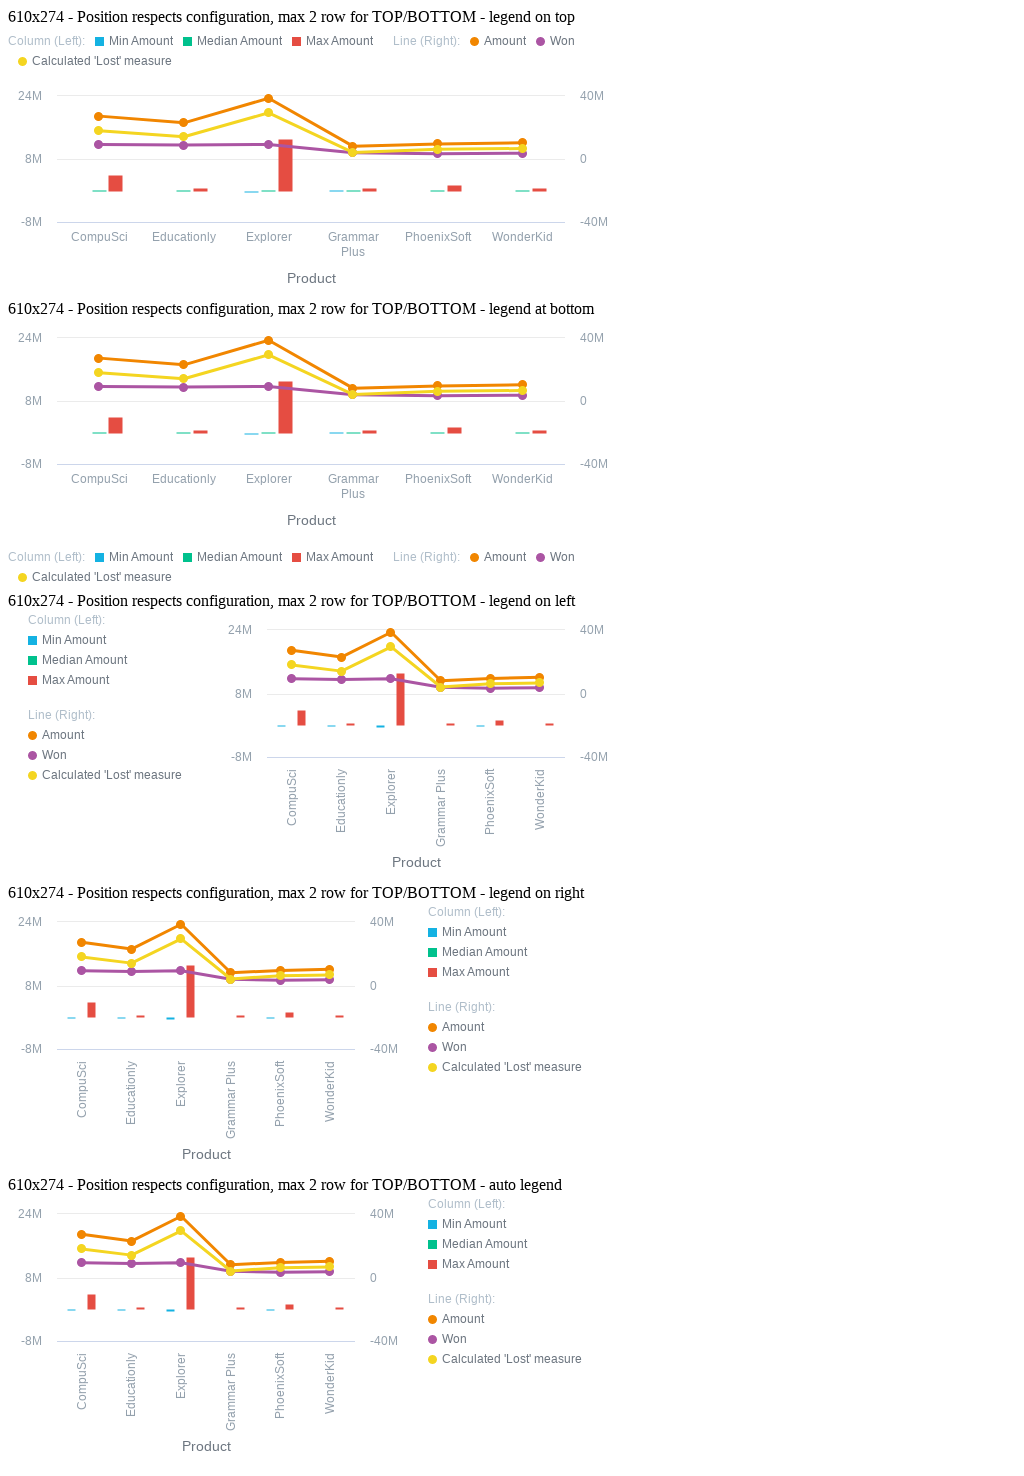 610x274 - Position respects configuration, max 2 row for TOP/BOTTOM - legend on top
Column (Left): Min Amount Median Amount Max Amount Line (Right): Amount Won
Calculated 'Lost' measure
24M 40M
8M 0
-8M -40M
CompuSci Educationly Explorer Grammar Plus PhoenixSoft WonderKid
Product
610x274 - Position respects configuration, max 2 row for TOP/BOTTOM - legend at bottom
24M 40M
8M 0
-8M -40M
CompuSci Educationly Explorer Grammar Plus PhoenixSoft WonderKid
Product
Column (Left): Min Amount Median Amount Max Amount Line (Right): Amount Won
Calculated 'Lost' measure
610x274 - Position respects configuration, max 2 row for TOP/BOTTOM - legend on left
Column (Left):
Min Amount
Median Amount
Max Amount
Line (Right):
Amount
Won
Calculated 'Lost' measure
24M 40M
8M 0
-8M -40M
CompuSci Educationly Explorer Grammar Plus PhoenixSoft WonderKid
Product
610x274 - Position respects configuration, max 2 row for TOP/BOTTOM - legend on right
24M 40M
8M 0
-8M -40M
CompuSci Educationly Explorer Grammar Plus PhoenixSoft WonderKid
Product
Column (Left):
Min Amount
Median Amount
Max Amount
Line (Right):
Amount
Won
Calculated 'Lost' measure
610x274 - Position respects configuration, max 2 row for TOP/BOTTOM - auto legend
24M 40M
8M 0
-8M -40M
CompuSci Educationly Explorer Grammar Plus PhoenixSoft WonderKid
Product
Column (Left):
Min Amount
Median Amount
Max Amount
Line (Right):
Amount
Won
Calculated 'Lost' measure